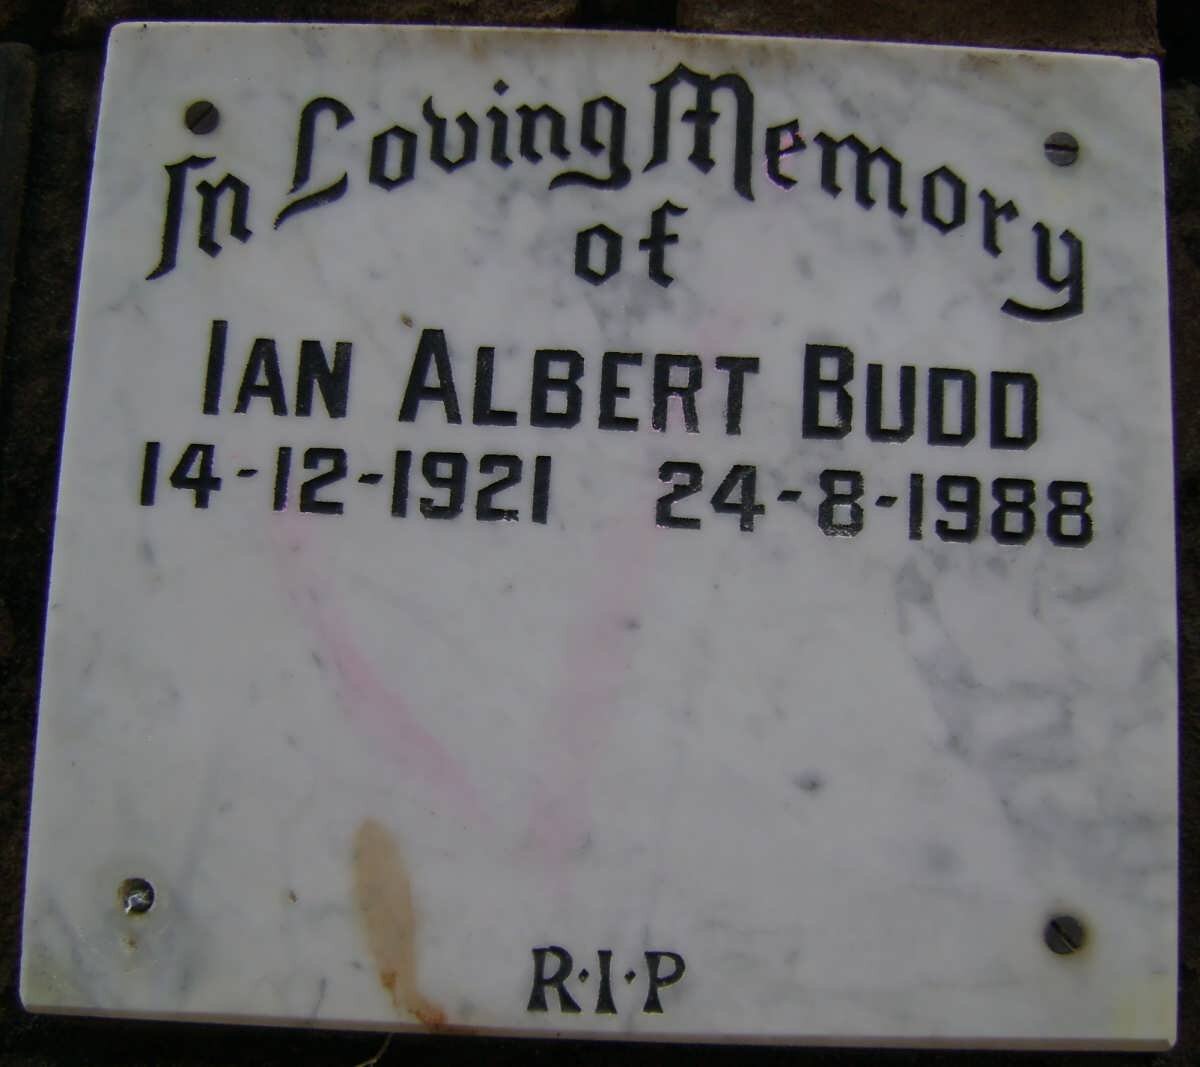 In Loving Memory
of
IAN ALBERT BUDD
14-12-1921 24-8-1988
R·I·P